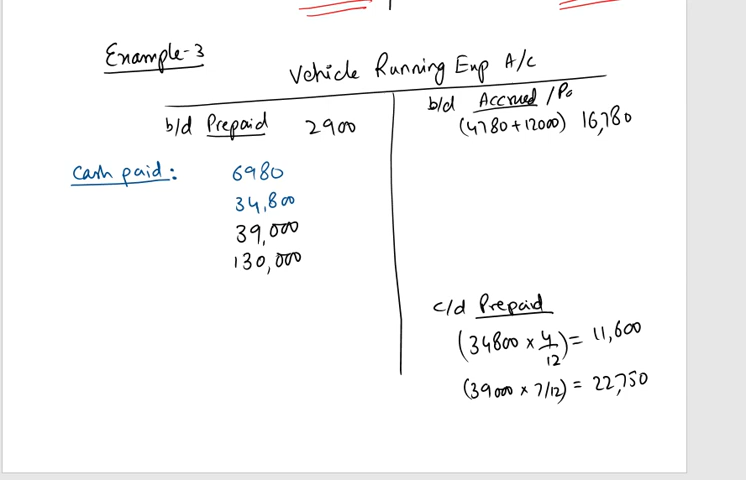 Example-3
Vehicle Running Exp A/c
b/d Prepaid 2900
b/d Accrued /Pa
(4780+12000) 16,780
Cash paid: 6980
34,800
39,000
130,000
c/d Prepaid
(34800 x 4/12) = 11,600
(39000 x 7/12) = 22,750